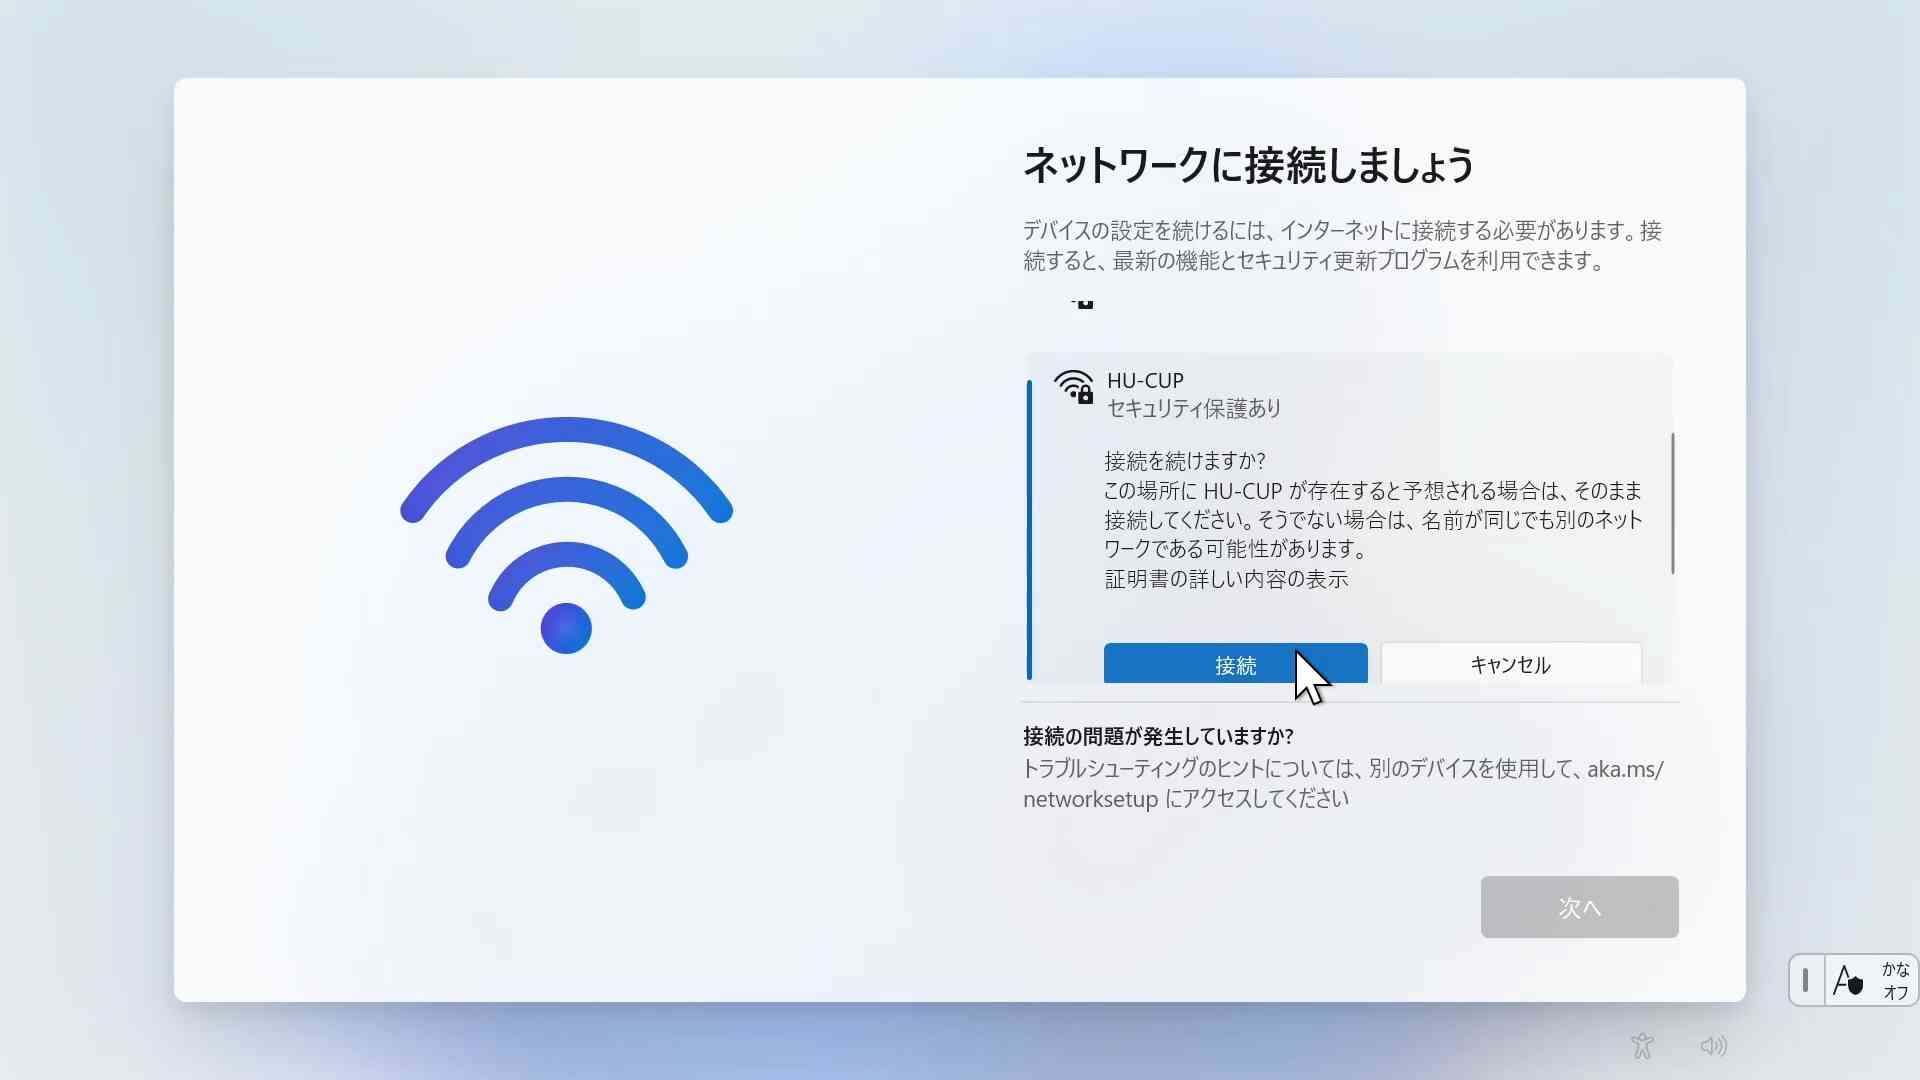 ネットワークに接続しましょう
デバイスの設定を続けるには、インターネットに接続する必要があります。接
続すると、最新の機能とセキュリティ更新プログラムを利用できます。
HU-CUP
セキュリティ保護あり
接続を続けますか?
この場所に HU-CUP が存在すると予想される場合は、そのまま
接続してください。そうでない場合は、名前が同じでも別のネット
ワークである可能性があります。
証明書の詳しい内容の表示
接続
キャンセル
接続の問題が発生していますか?
トラブルシューティングのヒントについては、別のデバイスを使用して、aka.ms/
networksetup にアクセスしてください
次へ
A
かな
オフ